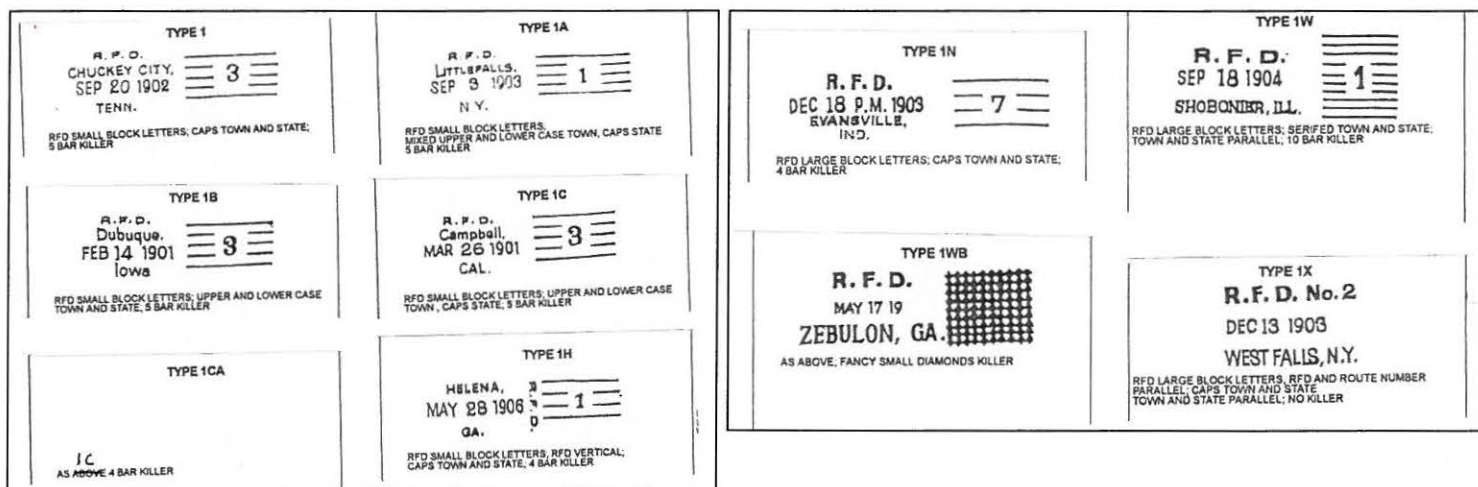 TYPE 1
R.F.D.
CHUCKEY CITY,
SEP 20 1902
TENN.
3
RFD SMALL BLOCK LETTERS; CAPS TOWN AND STATE;
5 BAR KILLER
TYPE 1A
R.F.D.
LITTLEFALLS.
SEP 3 1903
N Y.
1
RFD SMALL BLOCK LETTERS,
MIXED UPPER AND LOWER CASE TOWN, CAPS STATE
5 BAR KILLER
TYPE 1B
R.F.D.
Dubuque.
FEB 14 1901
Iowa
3
RFD SMALL BLOCK LETTERS; UPPER AND LOWER CASE
TOWN AND STATE; 5 BAR KILLER
TYPE 1C
R.F.D.
Campbell,
MAR 26 1901
CAL.
3
RFD SMALL BLOCK LETTERS; UPPER AND LOWER CASE
TOWN , CAPS STATE; 5 BAR KILLER
TYPE 1CA
1C
AS ABOVE 4 BAR KILLER
TYPE 1H
HELENA,
MAY 28 1906
GA.
1
RFD SMALL BLOCK LETTERS, RFD VERTICAL;
CAPS TOWN AND STATE, 4 BAR KILLER
TYPE 1N
R. F. D.
DEC 18 P.M. 1903
EVANSVILLE,
IND.
7
RFD LARGE BLOCK LETTERS; CAPS TOWN AND STATE;
4 BAR KILLER
TYPE 1W
R. F. D.
SEP 18 1904
SHOBONIER, ILL.
1
RFD LARGE BLOCK LETTERS; SERIFED TOWN AND STATE;
TOWN AND STATE PARALLEL; 10 BAR KILLER
TYPE 1WB
R. F. D.
MAY 17 19
ZEBULON, GA.
AS ABOVE; FANCY SMALL DIAMONDS KILLER
TYPE 1X
R. F. D. No. 2
DEC 13 1903
WEST FALLS, N.Y.
RFD LARGE BLOCK LETTERS, RFD AND ROUTE NUMBER
PARALLEL; CAPS TOWN AND STATE
TOWN AND STATE PARALLEL; NO KILLER